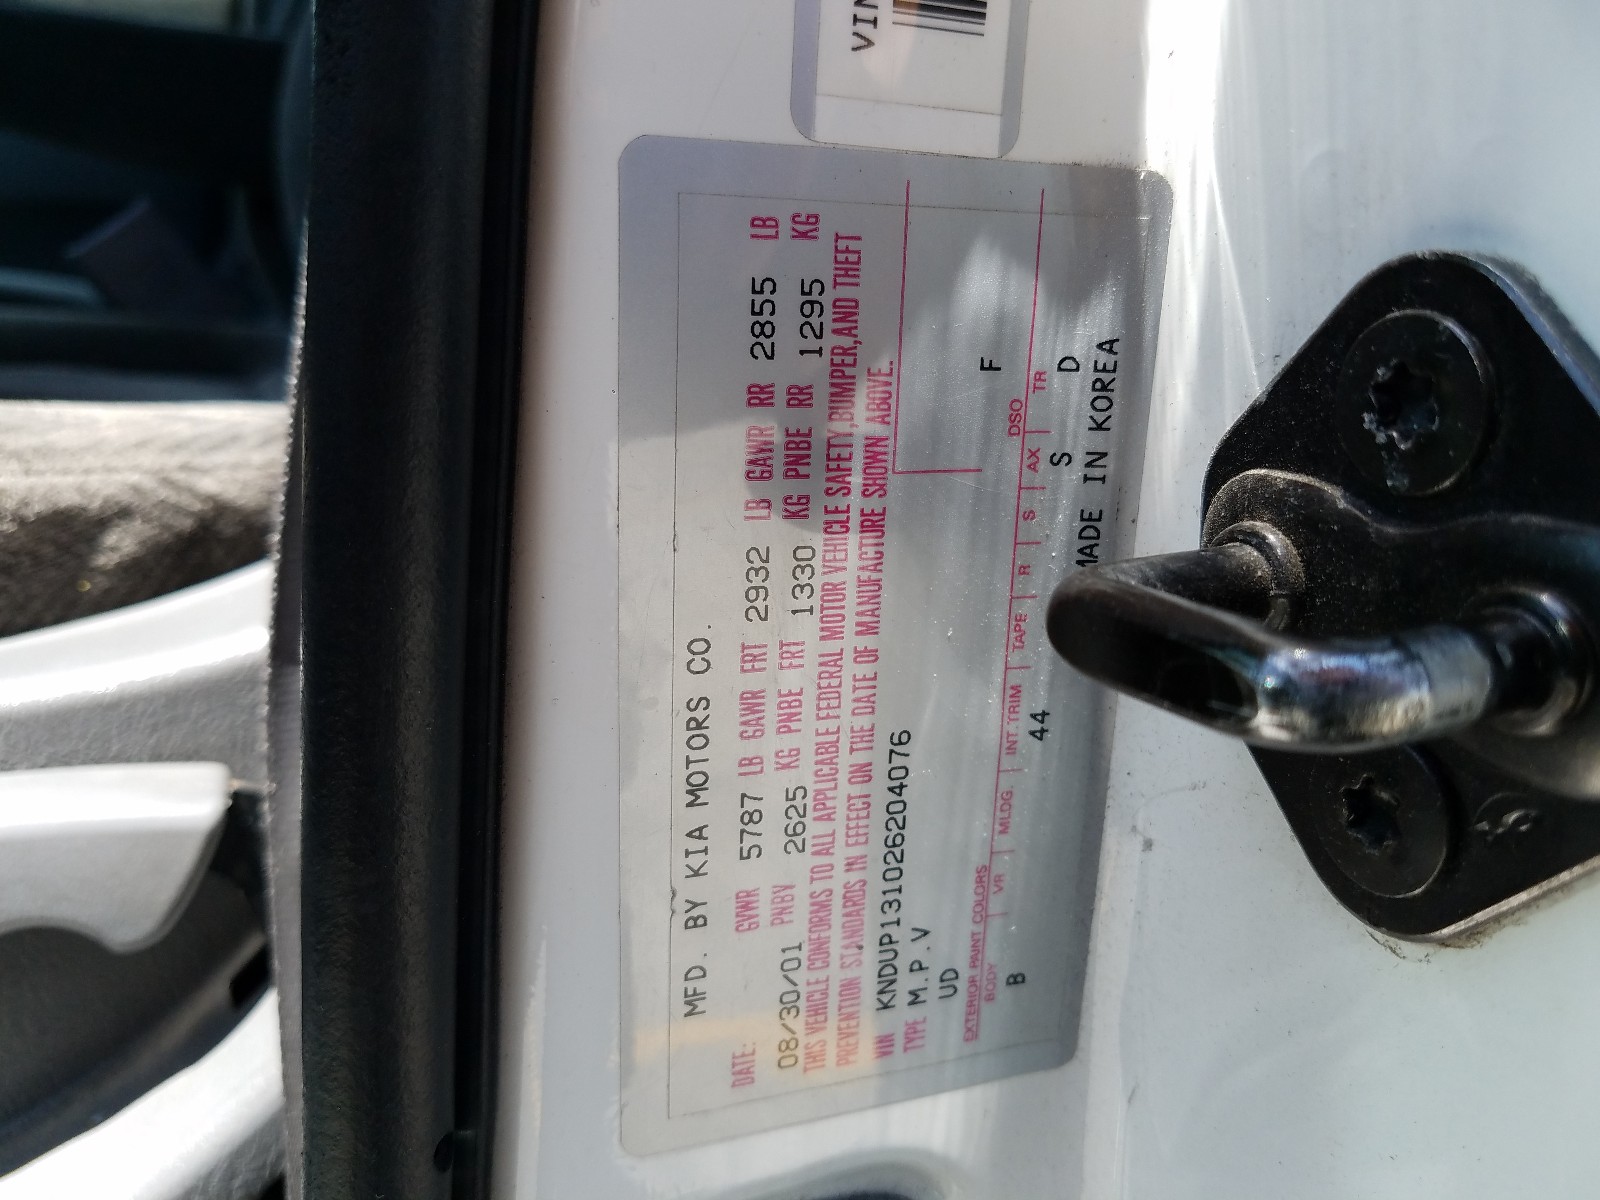 VIN
MFD. BY KIA MOTORS CO.
DATE: GVWR 5787 LB GAWR FRT 2932 LB GAWR RR 2855 LB
08/30/01 PNBV 2625 KG PNBE FRT 1330 KG PNBE RR 1295 KG
THIS VEHICLE CONFORMS TO ALL APPLICABLE FEDERAL MOTOR VEHICLE SAFETY,BUMPER,AND THEFT
PREVENTION STANDARDS IN EFFECT ON THE DATE OF MANUFACTURE SHOWN ABOVE.
VIN KNDUP131026204076
TYPE M.P.V
UD F
EXTERIOR PAINT COLORS DSO
BODY VR MLDG. INT.TRIM TAPE R S AX TR
B 44 S D
MADE IN KOREA